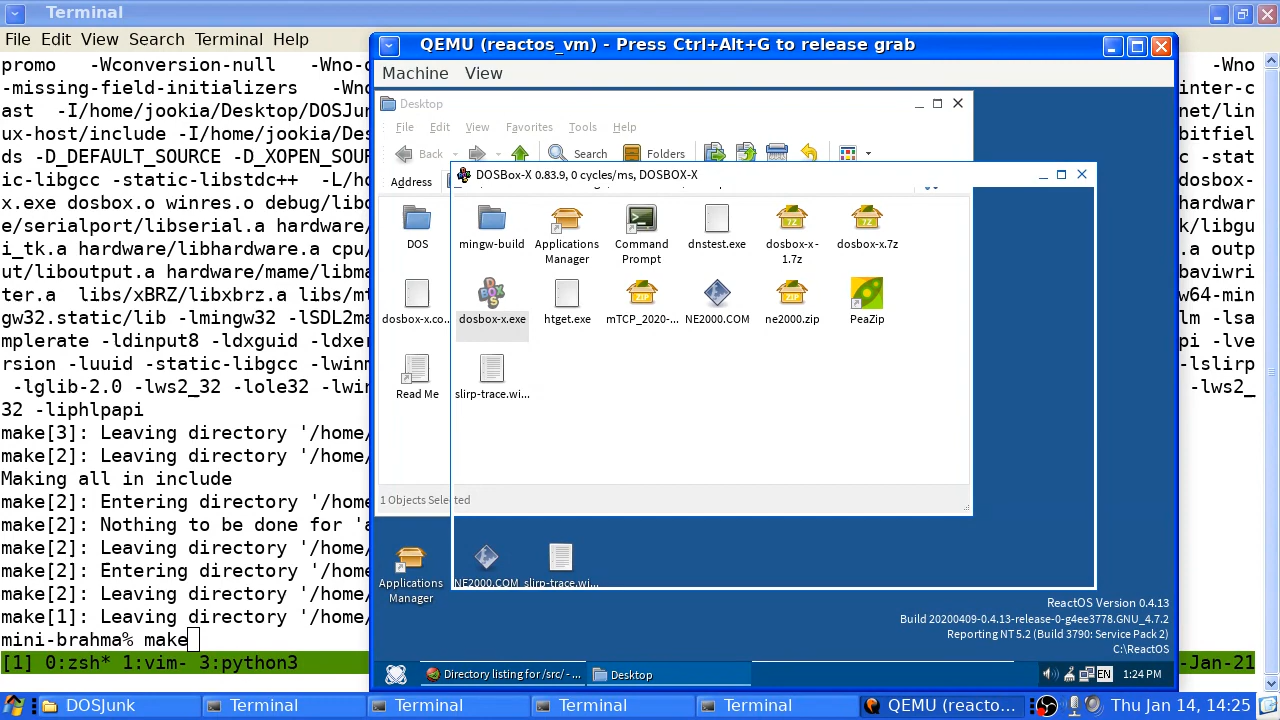 Terminal
File Edit View Search Terminal Help
promo -Wconversion-null -Wno-
-Wno
-missing-field-initializers -Wno
inter-c
ast -I/home/jookia/Desktop/DOSJun
net/lin
ux-host/include -I/home/jookia/Des
bitfiel
ds -D_DEFAULT_SOURCE -D_XOPEN_SOUR
c -stat
ic-libgcc -static-libstdc++ -L/ho
dosbox-
x.exe dosbox.o winres.o debug/lib
hardwar
e/serialport/libserial.a hardware/
k/libgu
i_tk.a hardware/libhardware.a cpu/
.a outp
ut/liboutput.a hardware/mame/libma
baviwri
ter.a libs/xBRZ/libxbrz.a libs/mt
w64-min
gw32.static/lib -lmingw32 -lSDL2ma
lm -lsa
mplerate -ldinput8 -ldxguid -ldxer
pi -lve
rsion -luuid -static-libgcc -lwinm
-lslirp
-lglib-2.0 -lws2_32 -lole32 -lwin
-lws2_
32 -liphlpapi
make[3]: Leaving directory '/home/
make[2]: Leaving directory '/home/
Making all in include
make[2]: Entering directory '/home/
make[2]: Nothing to be done for 'a
make[2]: Leaving directory '/home/
make[2]: Entering directory '/home/
make[2]: Leaving directory '/home/
make[1]: Leaving directory '/home/
mini-brahma% make
[1] 0:zsh* 1:vim- 3:python3
-Jan-21
QEMU (reactos_vm) - Press Ctrl+Alt+G to release grab
Machine View
Desktop
File Edit View Favorites Tools Help
Back Search Folders
Address
DOSBox-X 0.83.9, 0 cycles/ms, DOSBOX-X
DOS
mingw-build
Applications Manager
Command Prompt
dnstest.exe
dosbox-x-1.7z
dosbox-x.7z
dosbox-x.co...
dosbox-x.exe
htget.exe
mTCP_2020-...
NE2000.COM
ne2000.zip
PeaZip
Read Me
slirp-trace.wi...
1 Objects Selected
Applications Manager
NE2000.COM
slirp-trace.wi...
ReactOS Version 0.4.13
Build 20200409-0.4.13-release-0-g4ee3778.GNU_4.7.2
Reporting NT 5.2 (Build 3790: Service Pack 2)
C:\ReactOS
Directory listing for /src/ - ...
Desktop
EN
1:24 PM
DOSJunk
Terminal
Terminal
Terminal
Terminal
QEMU (reacto...
Thu Jan 14, 14:25